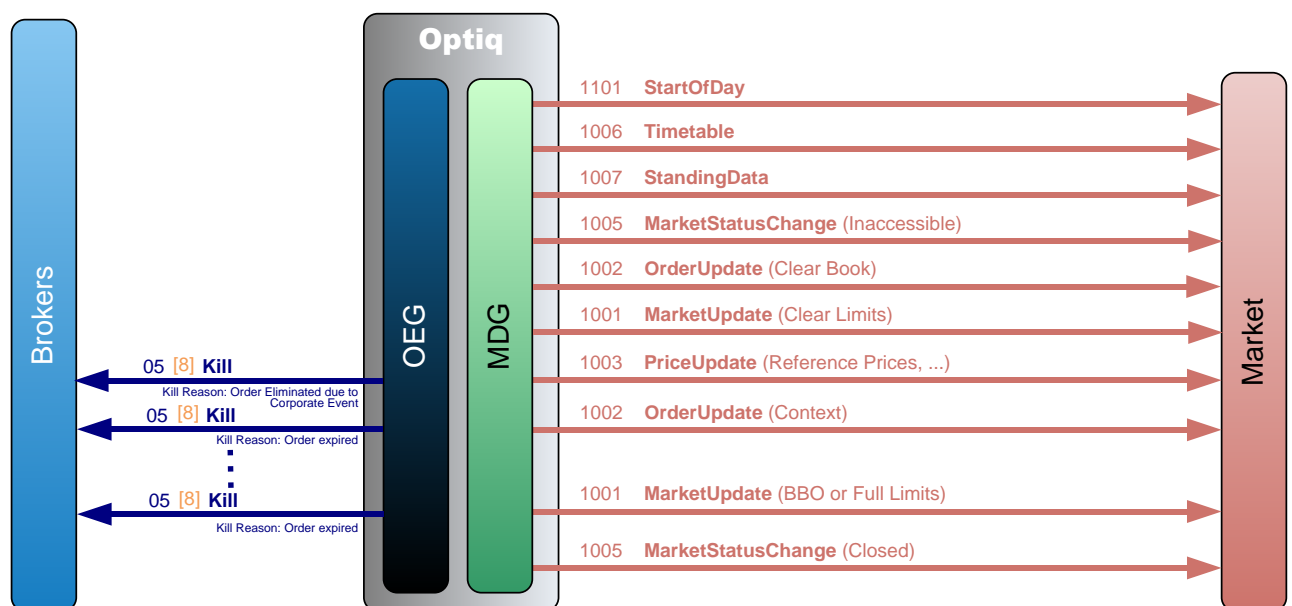 Optiq
Brokers
OEG
MDG
Market
1101 StartOfDay
1006 Timetable
1007 StandingData
1005 MarketStatusChange (Inaccessible)
1002 OrderUpdate (Clear Book)
1001 MarketUpdate (Clear Limits)
1003 PriceUpdate (Reference Prices, ...)
1002 OrderUpdate (Context)
1001 MarketUpdate (BBO or Full Limits)
1005 MarketStatusChange (Closed)
05 [8] Kill
Kill Reason: Order Eliminated due to
Corporate Event
05 [8] Kill
Kill Reason: Order expired
05 [8] Kill
Kill Reason: Order expired